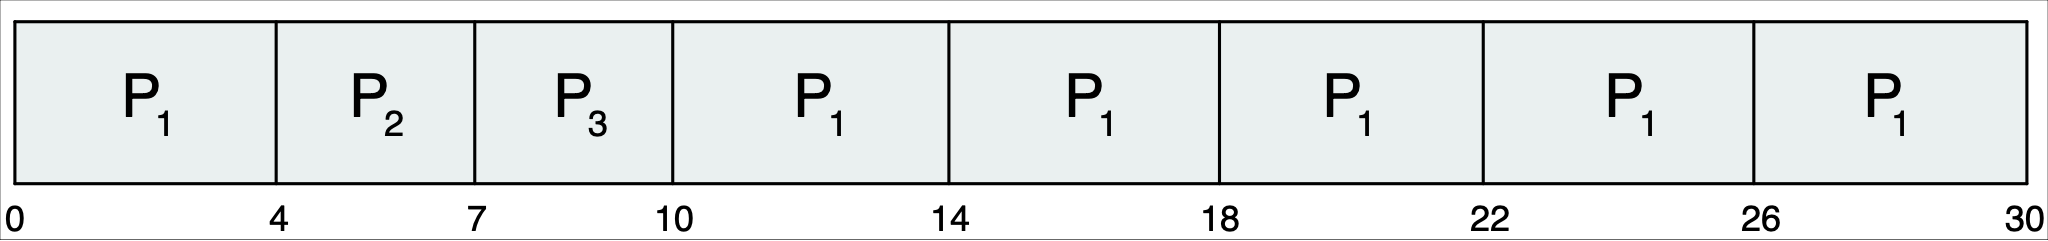 P₁ P₂ P₃ P₁ P₁ P₁ P₁ P₁
0 4 7 10 14 18 22 26 30